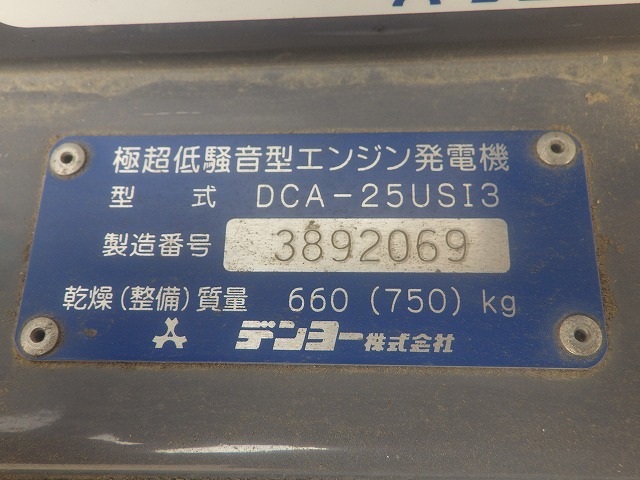 極超低騒音型エンジン発電機
型 式 DCA-25USI3
製造番号 3892069
乾燥(整備)質量 660 (750) kg
デンヨー株式会社